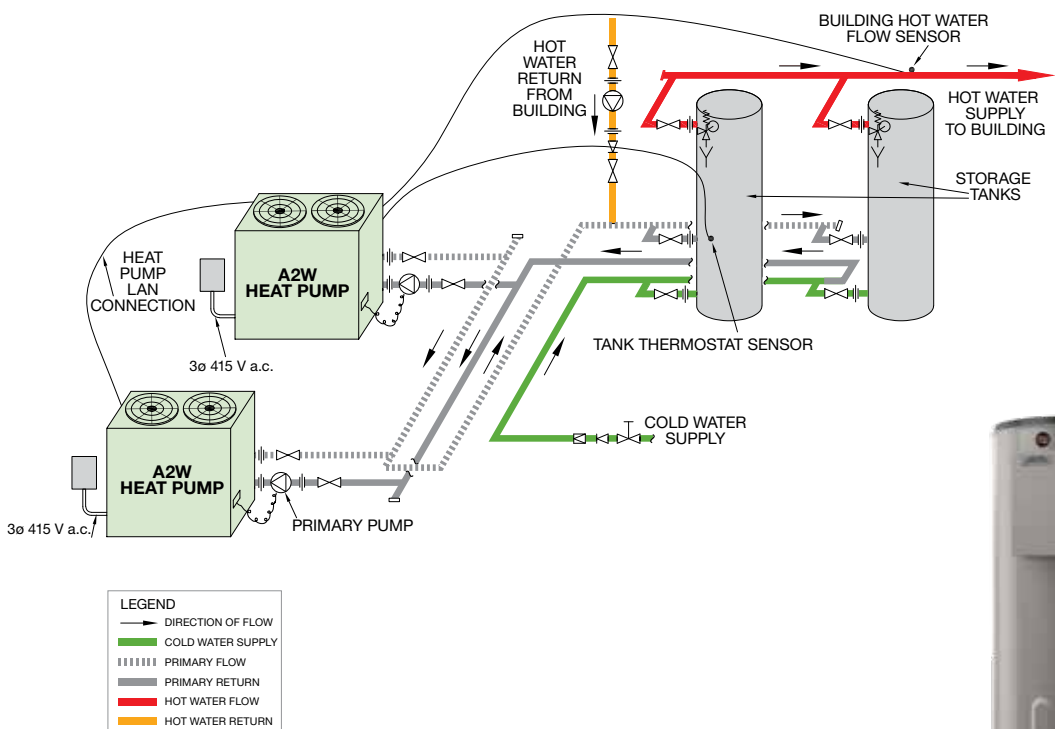 BUILDING HOT WATER
FLOW SENSOR
HOT
WATER
RETURN
FROM
BUILDING
HOT WATER
SUPPLY
TO BUILDING
STORAGE
TANKS
HEAT
PUMP
LAN
CONNECTION
A2W
HEAT PUMP
3ø 415 V a.c.
TANK THERMOSTAT SENSOR
COLD WATER
SUPPLY
A2W
HEAT PUMP
3ø 415 V a.c.
PRIMARY PUMP
LEGEND
DIRECTION OF FLOW
COLD WATER SUPPLY
PRIMARY FLOW
PRIMARY RETURN
HOT WATER FLOW
HOT WATER RETURN